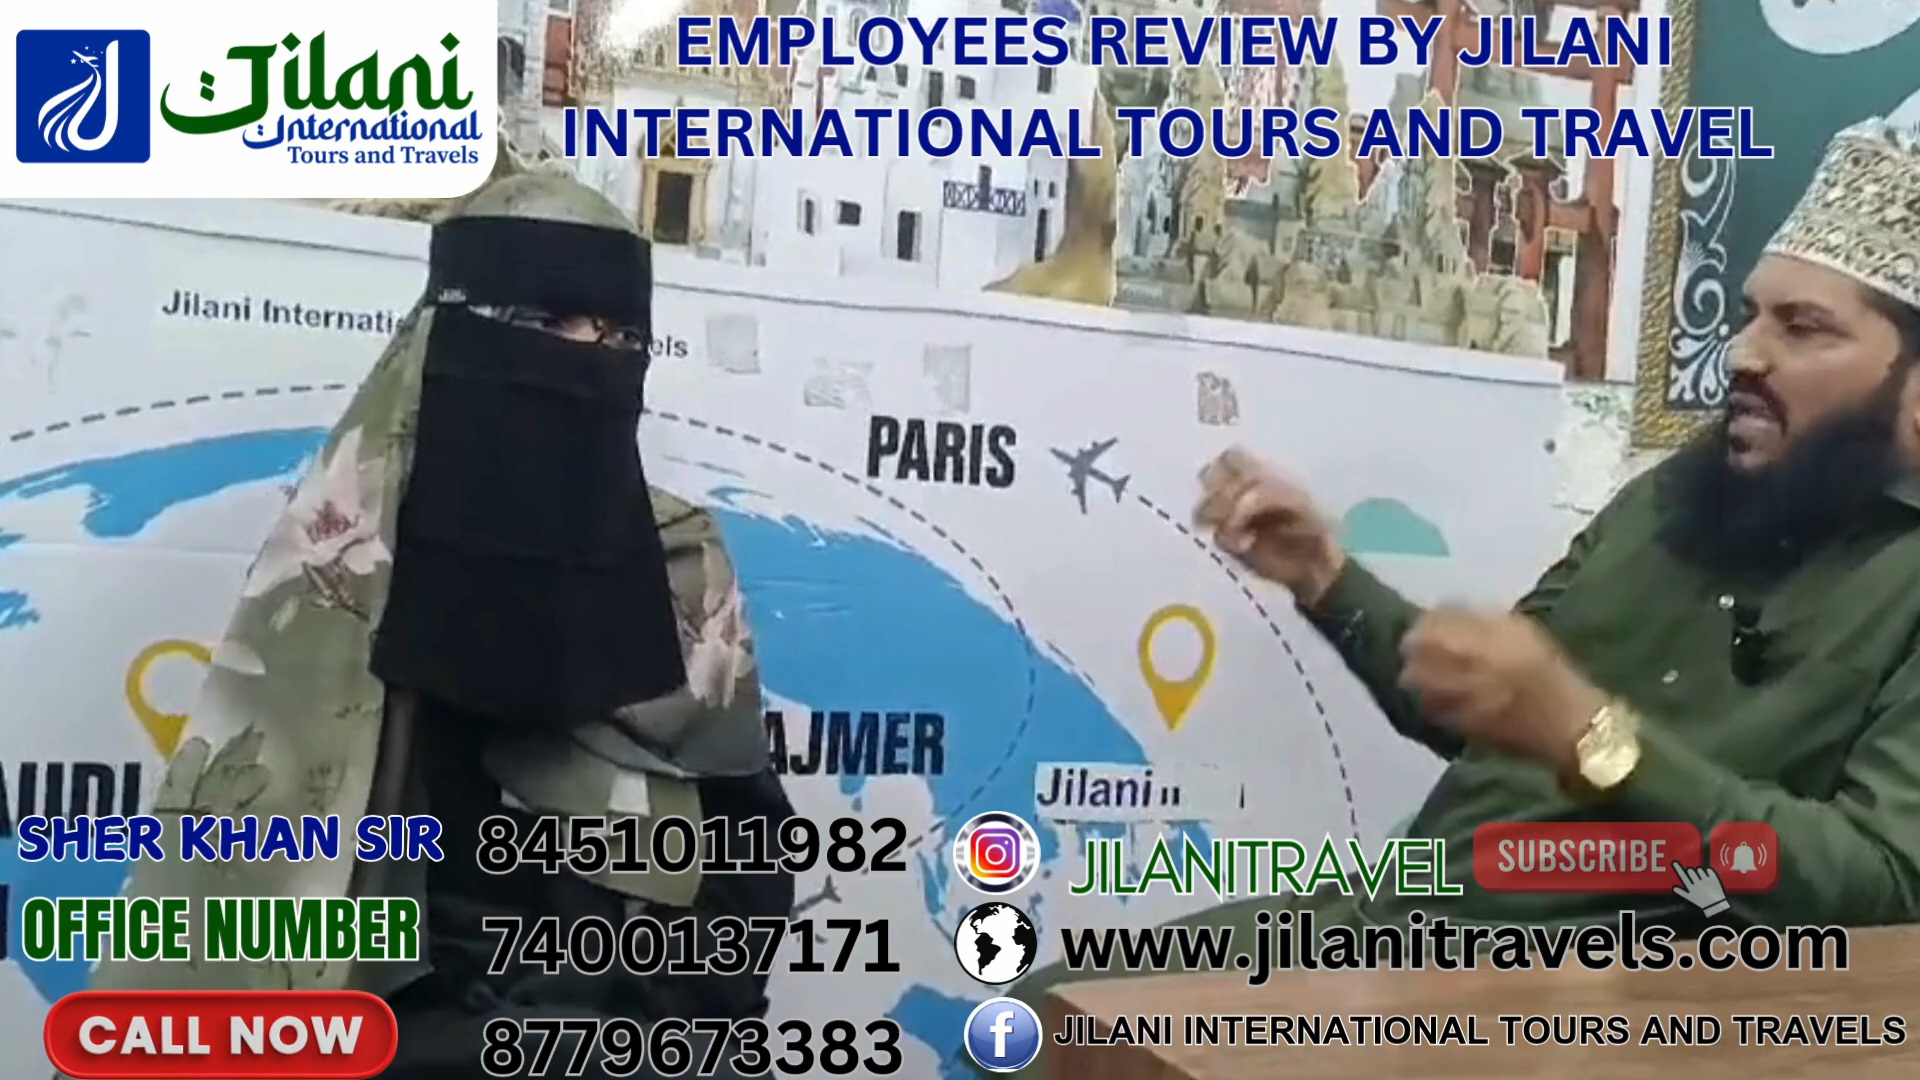 Jilani
International
Tours and Travels
EMPLOYEES REVIEW BY JILANI
INTERNATIONAL TOURS AND TRAVEL
Jilani Internati
els
PARIS
AJMER
AUDI
Jilani
SHER KHAN SIR 8451011982
OFFICE NUMBER 7400137171
CALL NOW 8779673383
JILANITRAVEL
SUBSCRIBE
www.jilanitravels.com
f JILANI INTERNATIONAL TOURS AND TRAVELS